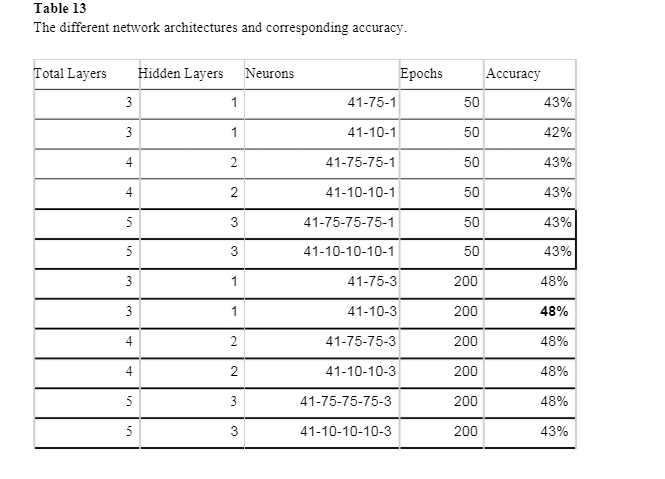 Table 13
The different network architectures and corresponding accuracy.
Total Layers Hidden Layers Neurons Epochs Accuracy
3 1 41-75-1 50 43%
3 1 41-10-1 50 42%
4 2 41-75-75-1 50 43%
4 2 41-10-10-1 50 43%
5 3 41-75-75-75-1 50 43%
5 3 41-10-10-10-1 50 43%
3 1 41-75-3 200 48%
3 1 41-10-3 200 48%
4 2 41-75-75-3 200 48%
4 2 41-10-10-3 200 48%
5 3 41-75-75-75-3 200 48%
5 3 41-10-10-10-3 200 43%